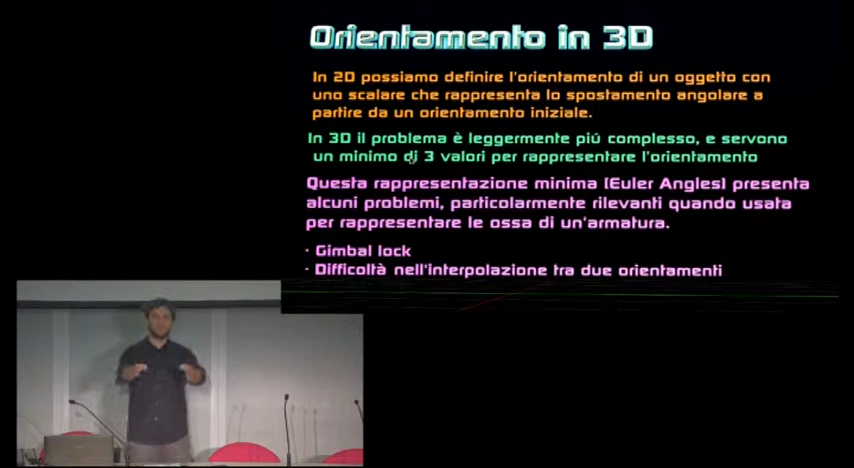 Orientamento in 3D
In 2D possiamo definire l'orientamento di un oggetto con
uno scalare che rappresenta lo spostamento angolare a
partire da un orientamento iniziale.
In 3D il problema è leggermente piú complesso, e servono
un minimo di 3 valori per rappresentare l'orientamento
Questa rappresentazione minima (Euler Angles) presenta
alcuni problemi, particolarmente rilevanti quando usata
per rappresentare le ossa di un'armatura.
· Gimbal lock
· Difficoltà nell'interpolazione tra due orientamenti